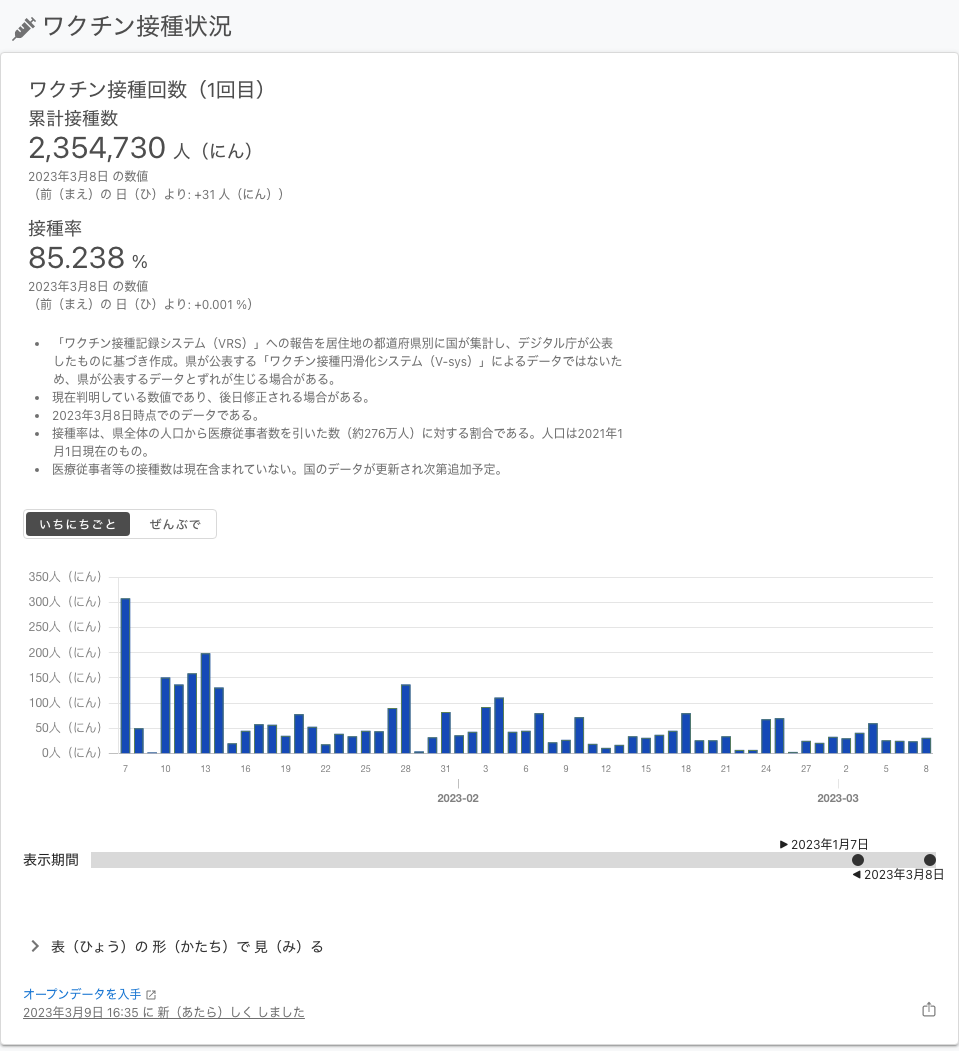 ワクチン接種状況
ワクチン接種回数（1回目）
累計接種数
2,354,730 人（にん）
2023年3月8日 の数値
（前（まえ）の 日（ひ）より: +31 人（にん））
接種率
85.238 %
2023年3月8日 の数値
（前（まえ）の 日（ひ）より: +0.001 %）
• 「ワクチン接種記録システム（VRS）」への報告を居住地の都道府県別に国が集計し、デジタル庁が公表
したものに基づき作成。県が公表する「ワクチン接種円滑化システム（V-sys）」によるデータではないた
め、県が公表するデータとずれが生じる場合がある。
• 現在判明している数値であり、後日修正される場合がある。
• 2023年3月8日時点でのデータである。
• 接種率は、県全体の人口から医療従事者数を引いた数（約276万人）に対する割合である。人口は2021年1
月1日現在のもの。
• 医療従事者等の接種数は現在含まれていない。国のデータが更新され次第追加予定。
いちにちごと ぜんぶで
350人（にん）
300人（にん）
250人（にん）
200人（にん）
150人（にん）
100人（にん）
50人（にん）
0人（にん）
7 10 13 16 19 22 25 28 31 3 6 9 12 15 18 21 24 27 2 5 8
2023-02 2023-03
▶ 2023年1月7日
表示期間
◀ 2023年3月8日
表（ひょう）の 形（かたち）で 見（み）る
オープンデータを入手
2023年3月9日 16:35 に 新（あたら）しく しました